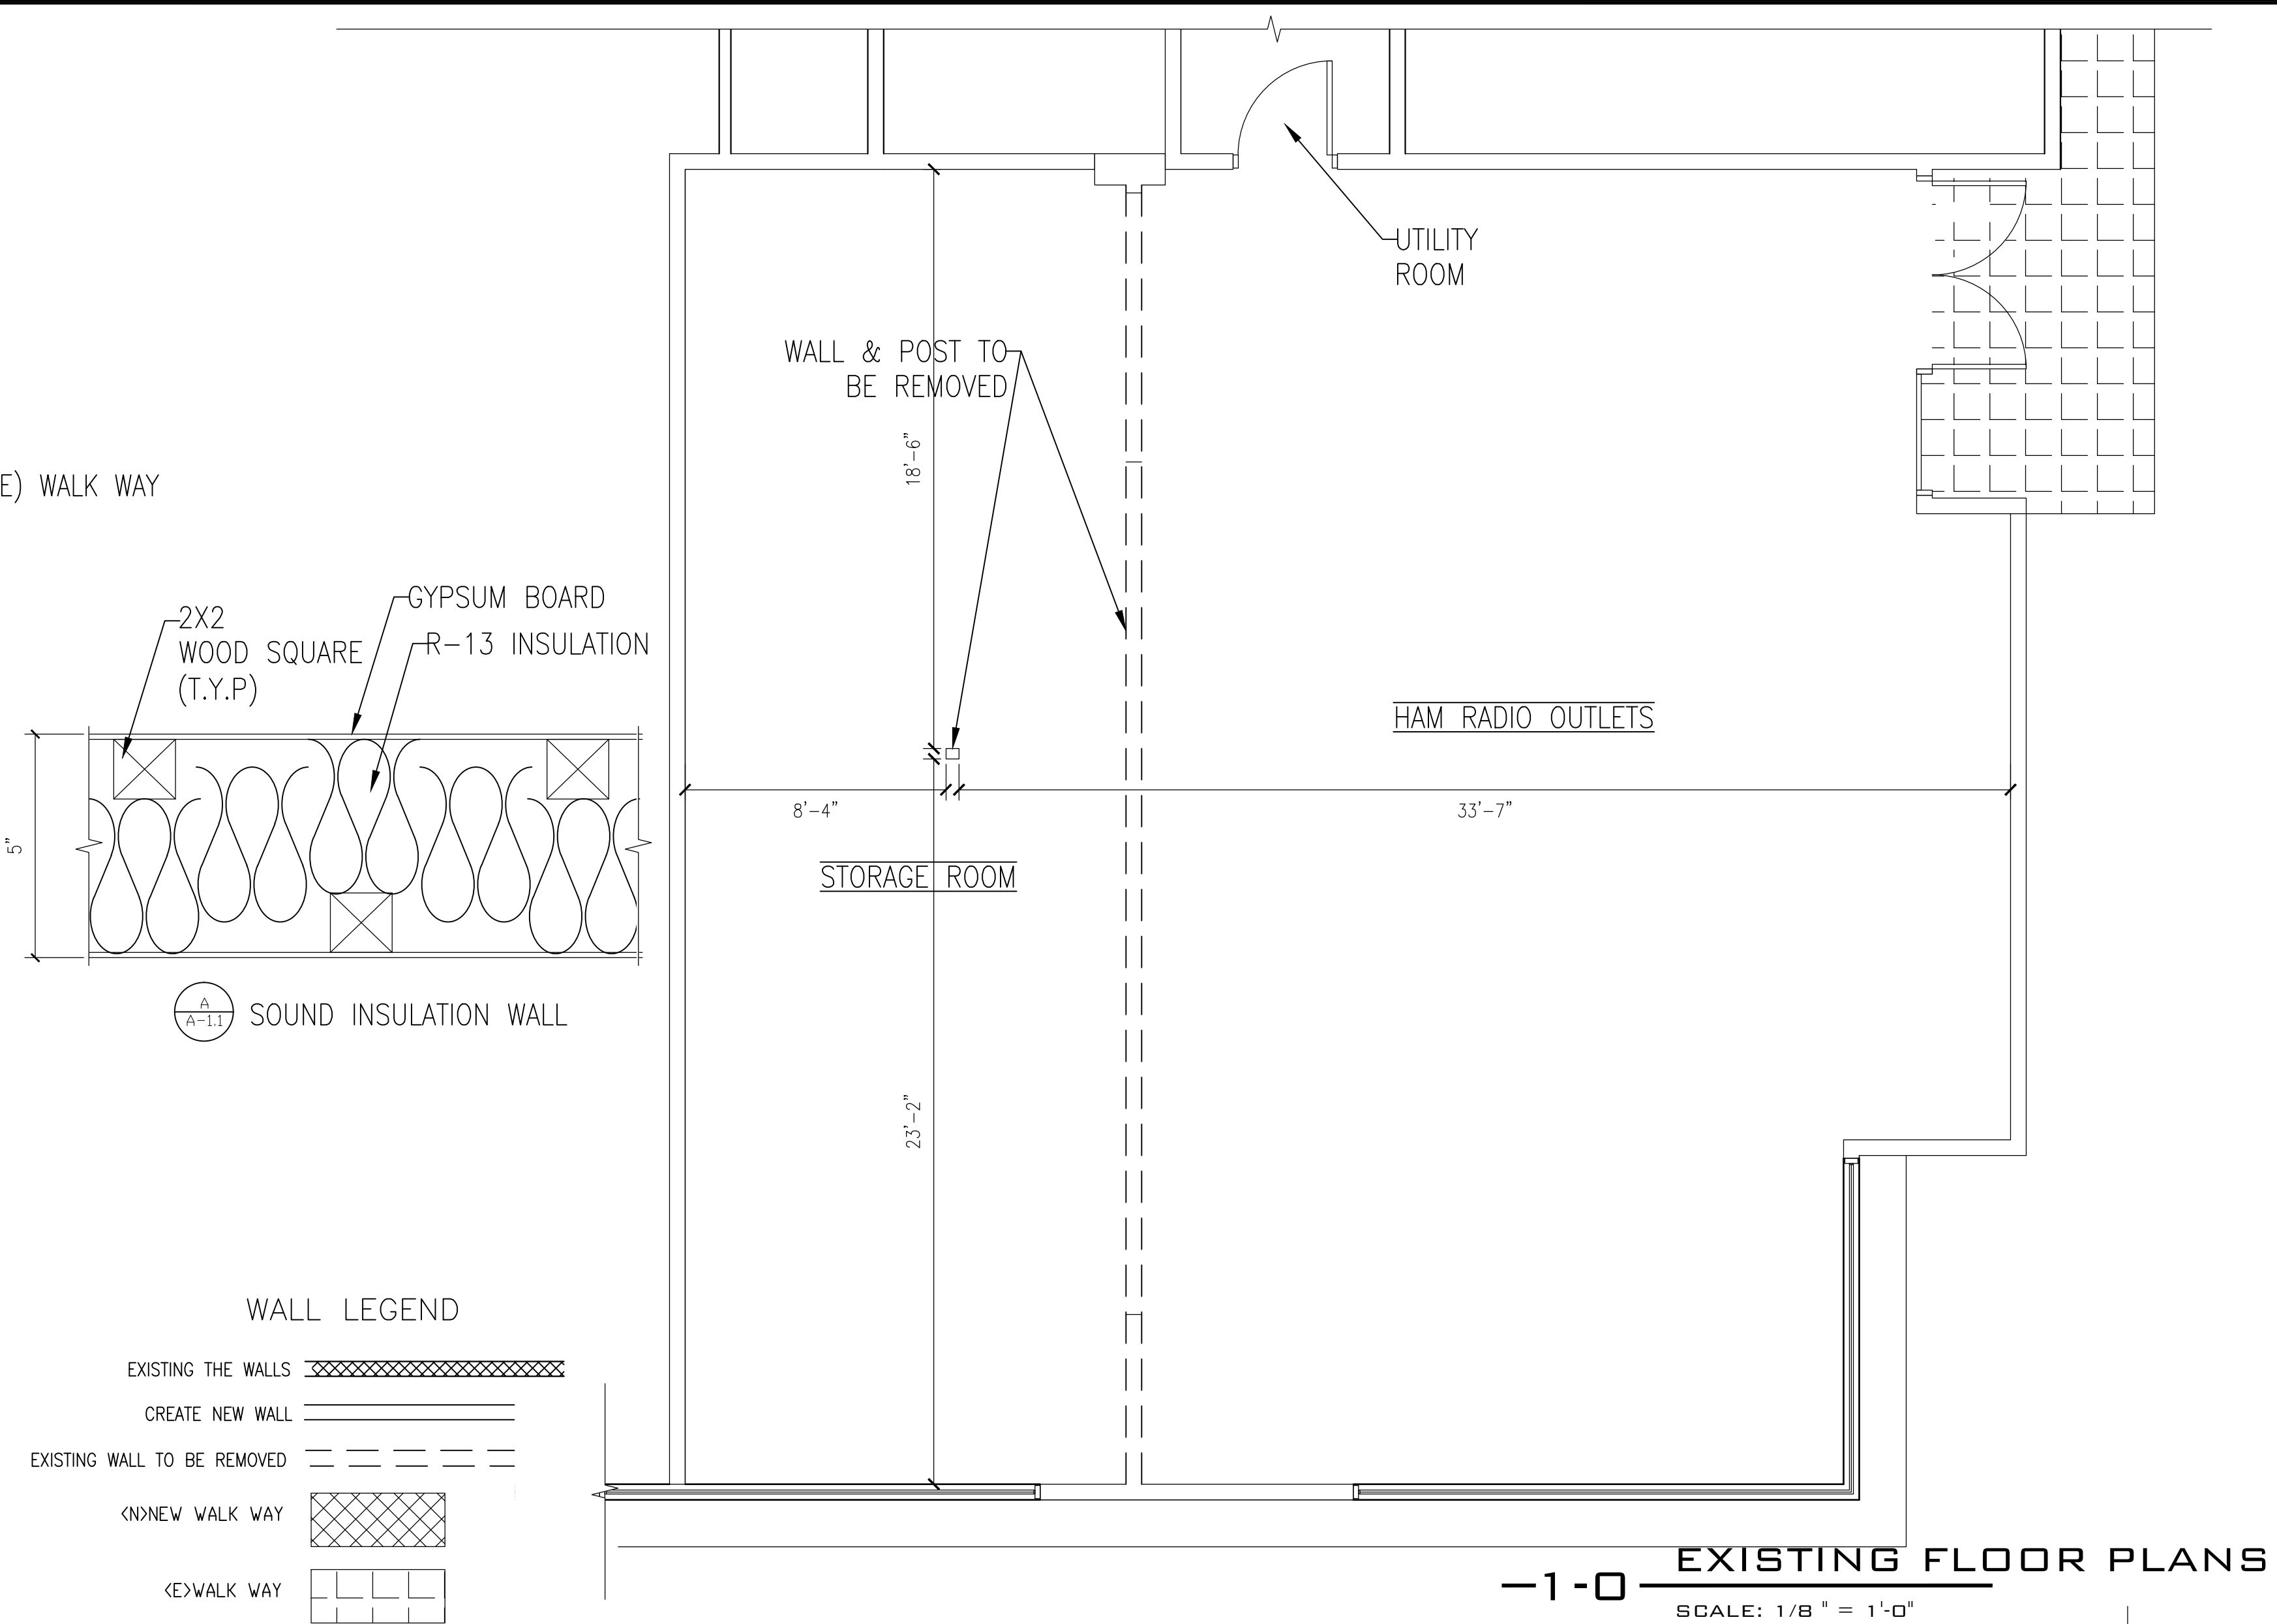 UTILITY
ROOM
WALL & POST TO
BE REMOVED
18'-6"
E) WALK WAY
GYPSUM BOARD
2X2
WOOD SQUARE
(T.Y.P)
R-13 INSULATION
HAM RADIO OUTLETS
8'-4"
33'-7"
5"
STORAGE ROOM
A
A-1.1
SOUND INSULATION WALL
23'-2"
WALL LEGEND
EXISTING THE WALLS
CREATE NEW WALL
EXISTING WALL TO BE REMOVED
<N>NEW WALK WAY
<E>WALK WAY
EXISTING FLOOR PLANS
1-0
SCALE: 1/8 " = 1'-0"